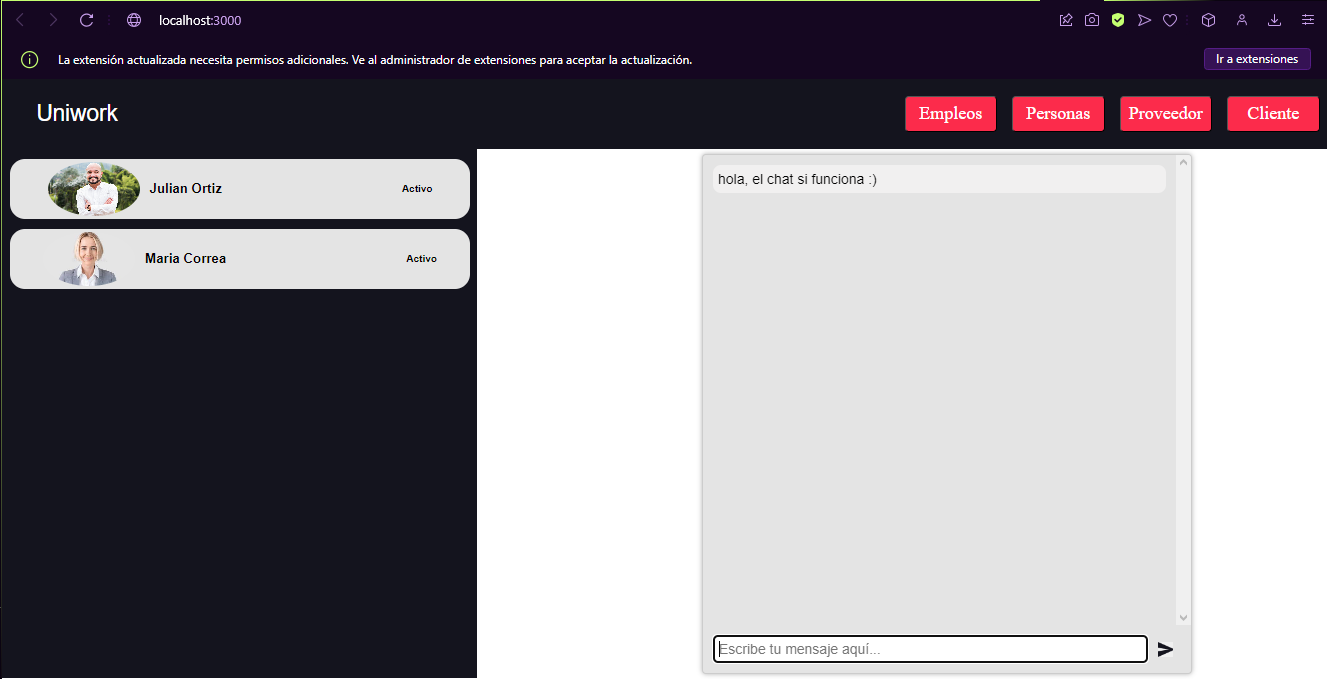 localhost:3000
La extensión actualizada necesita permisos adicionales. Ve al administrador de extensiones para aceptar la actualización.
Ir a extensiones
Uniwork
Empleos
Personas
Proveedor
Cliente
Julian Ortiz
Activo
Maria Correa
Activo
hola, el chat si funciona :)
Escribe tu mensaje aquí...